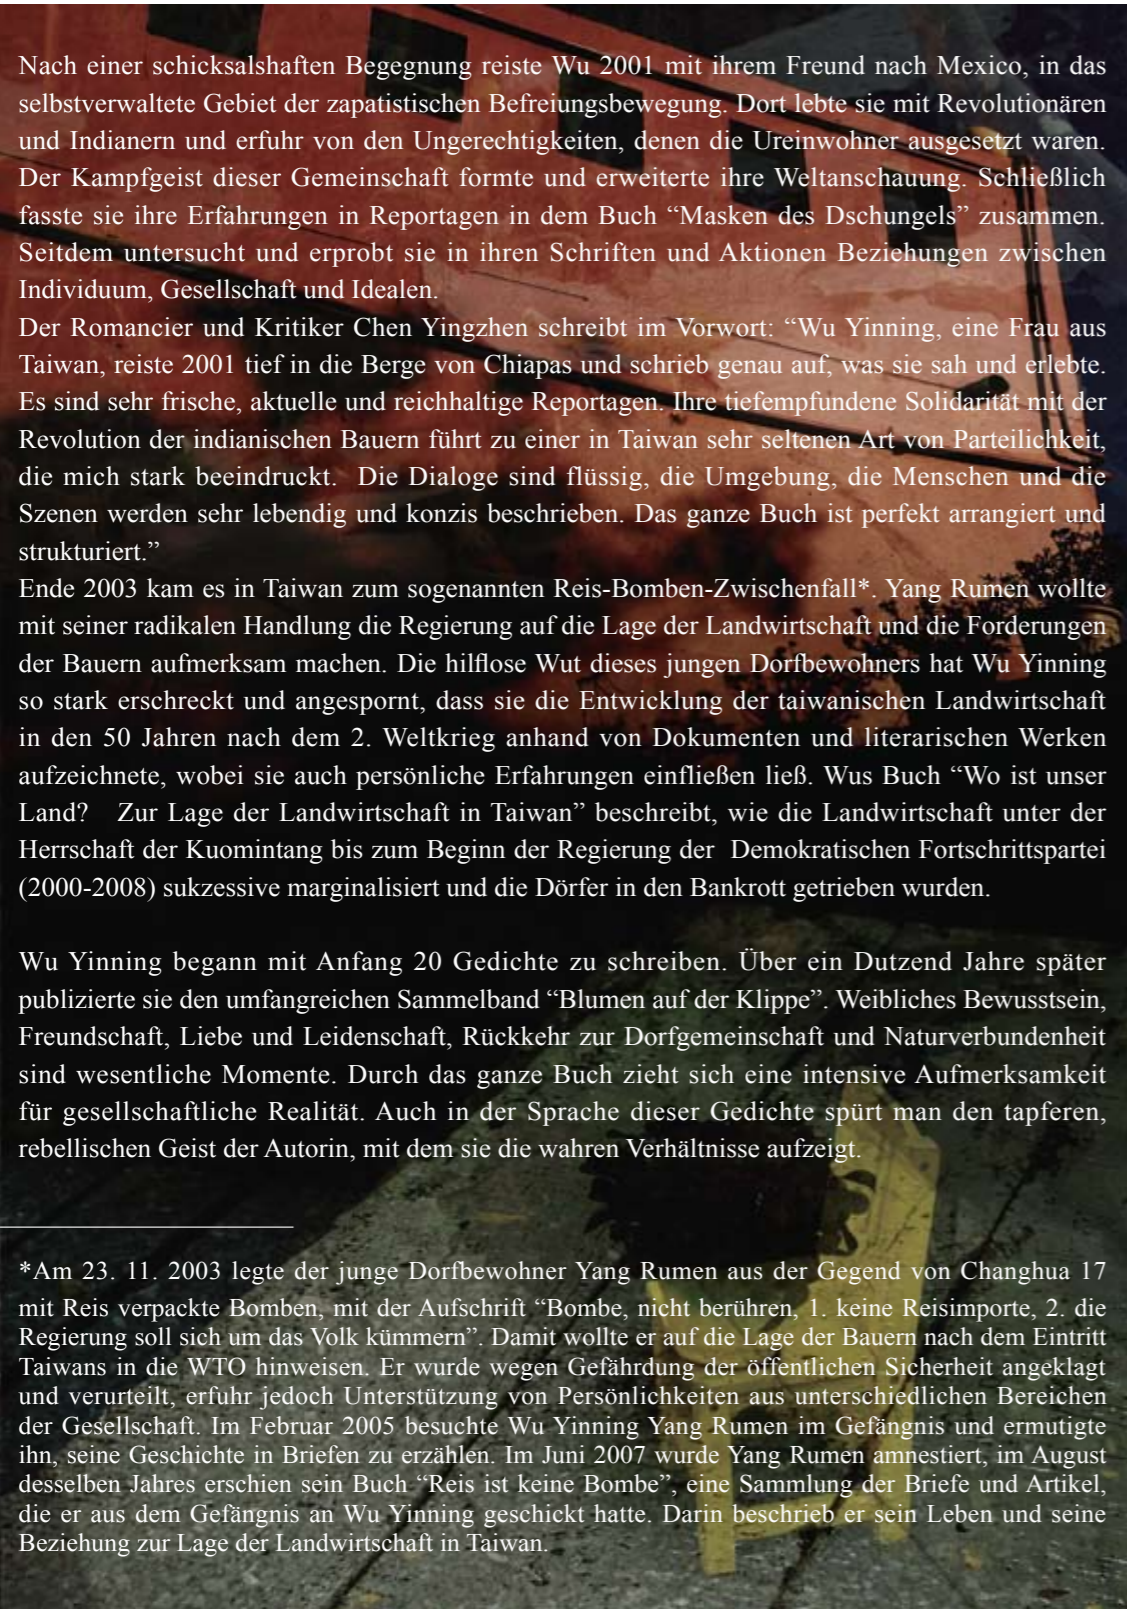 Nach einer schicksalshaften Begegnung reiste Wu 2001 mit ihrem Freund nach Mexico, in das
selbstverwaltete Gebiet der zapatistischen Befreiungsbewegung. Dort lebte sie mit Revolutionären
und Indianern und erfuhr von den Ungerechtigkeiten, denen die Ureinwohner ausgesetzt waren.
Der Kampfgeist dieser Gemeinschaft formte und erweiterte ihre Weltanschauung. Schließlich
fasste sie ihre Erfahrungen in Reportagen in dem Buch “Masken des Dschungels” zusammen.
Seitdem untersucht und erprobt sie in ihren Schriften und Aktionen Beziehungen zwischen
Individuum, Gesellschaft und Idealen.
Der Romancier und Kritiker Chen Yingzhen schreibt im Vorwort: “Wu Yinning, eine Frau aus
Taiwan, reiste 2001 tief in die Berge von Chiapas und schrieb genau auf, was sie sah und erlebte.
Es sind sehr frische, aktuelle und reichhaltige Reportagen. Ihre tiefempfundene Solidarität mit der
Revolution der indianischen Bauern führt zu einer in Taiwan sehr seltenen Art von Parteilichkeit,
die mich stark beeindruckt.  Die Dialoge sind flüssig, die Umgebung, die Menschen und die
Szenen werden sehr lebendig und konzis beschrieben. Das ganze Buch ist perfekt arrangiert und
strukturiert.”
Ende 2003 kam es in Taiwan zum sogenannten Reis-Bomben-Zwischenfall*. Yang Rumen wollte
mit seiner radikalen Handlung die Regierung auf die Lage der Landwirtschaft und die Forderungen
der Bauern aufmerksam machen. Die hilflose Wut dieses jungen Dorfbewohners hat Wu Yinning
so stark erschreckt und angespornt, dass sie die Entwicklung der taiwanischen Landwirtschaft
in den 50 Jahren nach dem 2. Weltkrieg anhand von Dokumenten und literarischen Werken
aufzeichnete, wobei sie auch persönliche Erfahrungen einfließen ließ. Wus Buch “Wo ist unser
Land?   Zur Lage der Landwirtschaft in Taiwan” beschreibt, wie die Landwirtschaft unter der
Herrschaft der Kuomintang bis zum Beginn der Regierung der  Demokratischen Fortschrittspartei
(2000-2008) sukzessive marginalisiert und die Dörfer in den Bankrott getrieben wurden.

Wu Yinning begann mit Anfang 20 Gedichte zu schreiben. Über ein Dutzend Jahre später
publizierte sie den umfangreichen Sammelband “Blumen auf der Klippe”. Weibliches Bewusstsein,
Freundschaft, Liebe und Leidenschaft, Rückkehr zur Dorfgemeinschaft und Naturverbundenheit
sind wesentliche Momente. Durch das ganze Buch zieht sich eine intensive Aufmerksamkeit
für gesellschaftliche Realität. Auch in der Sprache dieser Gedichte spürt man den tapferen,
rebellischen Geist der Autorin, mit dem sie die wahren Verhältnisse aufzeigt.

*Am 23. 11. 2003 legte der junge Dorfbewohner Yang Rumen aus der Gegend von Changhua 17
mit Reis verpackte Bomben, mit der Aufschrift “Bombe, nicht berühren, 1. keine Reisimporte, 2. die
Regierung soll sich um das Volk kümmern”. Damit wollte er auf die Lage der Bauern nach dem Eintritt
Taiwans in die WTO hinweisen. Er wurde wegen Gefährdung der öffentlichen Sicherheit angeklagt
und verurteilt, erfuhr jedoch Unterstützung von Persönlichkeiten aus unterschiedlichen Bereichen
der Gesellschaft. Im Februar 2005 besuchte Wu Yinning Yang Rumen im Gefängnis und ermutigte
ihn, seine Geschichte in Briefen zu erzählen. Im Juni 2007 wurde Yang Rumen amnestiert, im August
desselben Jahres erschien sein Buch “Reis ist keine Bombe”, eine Sammlung der Briefe und Artikel,
die er aus dem Gefängnis an Wu Yinning geschickt hatte. Darin beschrieb er sein Leben und seine
Beziehung zur Lage der Landwirtschaft in Taiwan.